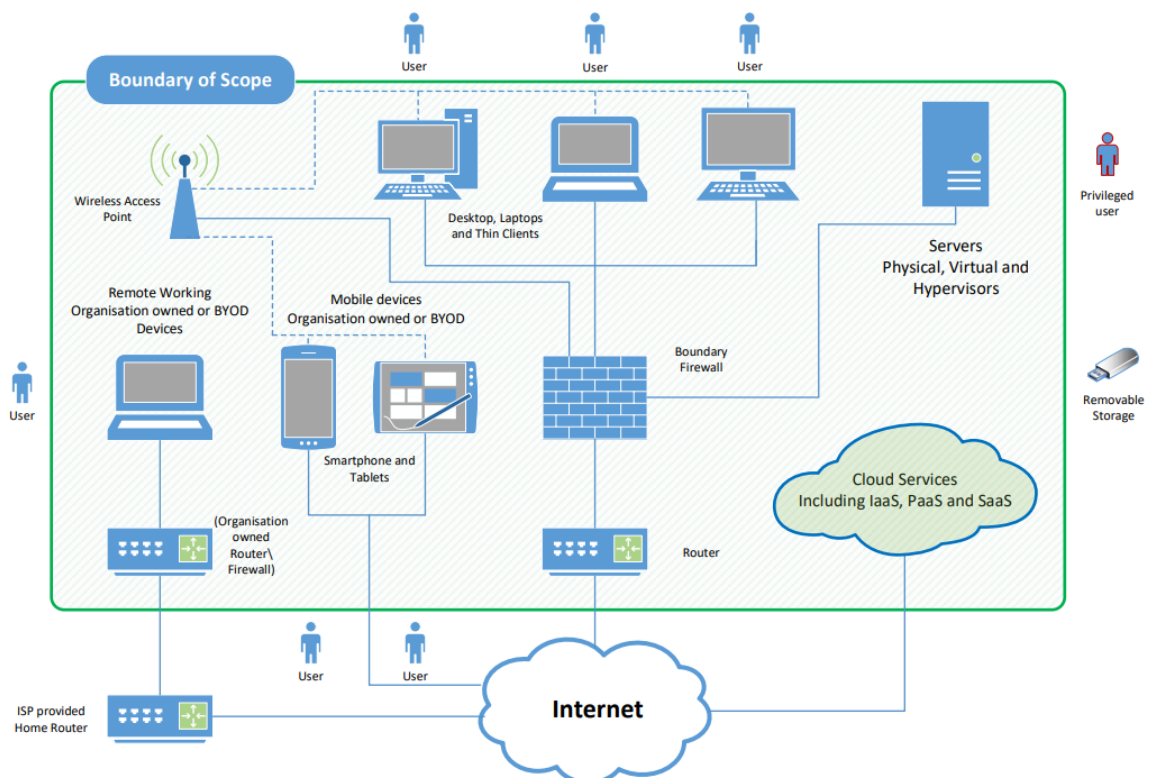 User
User
User
Boundary of Scope
Wireless Access
Point
Desktop, Laptops
and Thin Clients
Servers
Physical, Virtual and
Hypervisors
Privileged
user
Remote Working
Organisation owned or BYOD
Devices
Mobile devices
Organisation owned or BYOD
Boundary
Firewall
User
Removable
Storage
Smartphone and
Tablets
Cloud Services
Including IaaS, PaaS and SaaS
(Organisation
owned
Router\
Firewall)
Router
User
User
ISP provided
Home Router
Internet